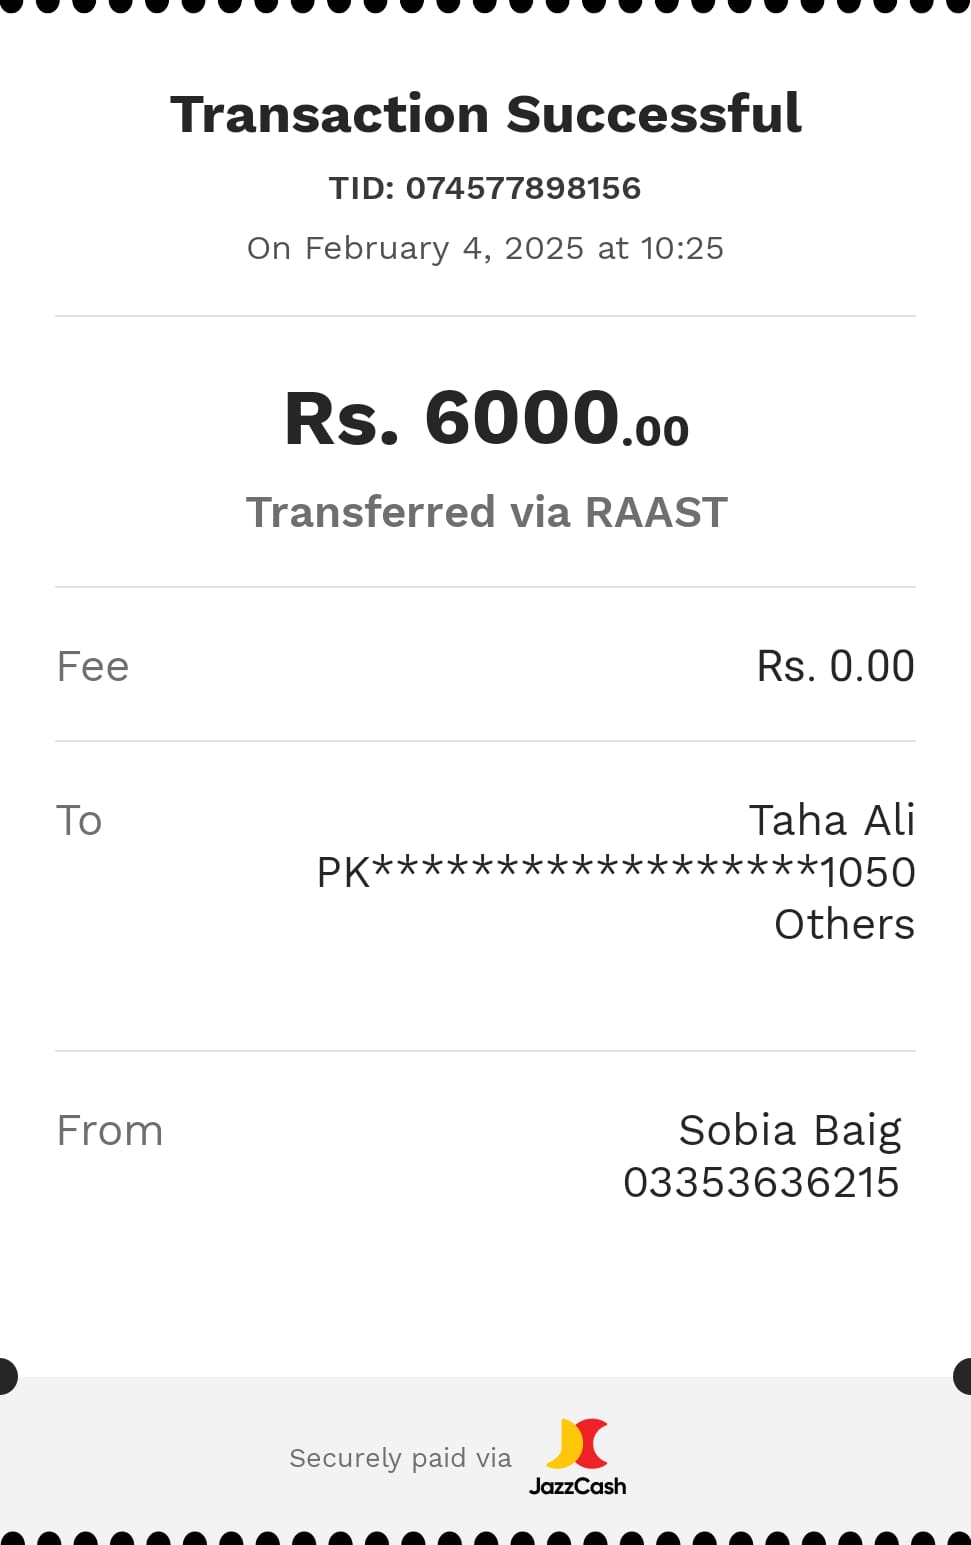 Transaction Successful
TID: 074577898156
On February 4, 2025 at 10:25
Rs. 6000.00
Transferred via RAAST
Fee
Rs. 0.00
To
Taha Ali
PK******************1050
Others
From
Sobia Baig
03353636215
Securely paid via
JazzCash